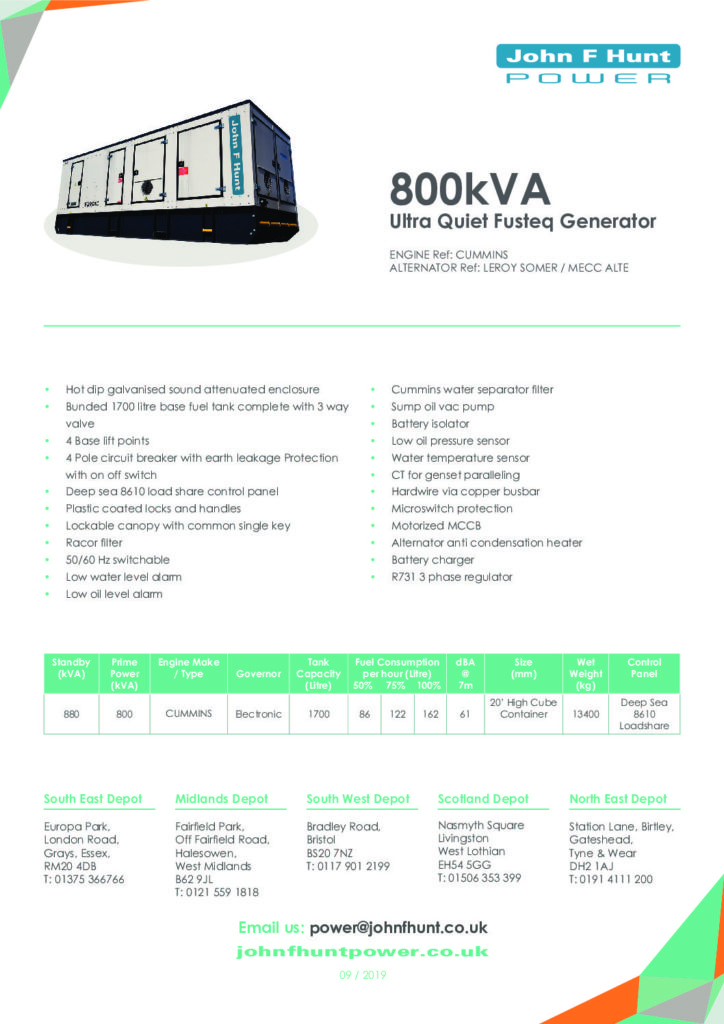 John F Hunt
POWER
John F Hunt
800kVA
Ultra Quiet Fusteq Generator
ENGINE Ref: CUMMINS
ALTERNATOR Ref: LEROY SOMER / MECC ALTE
• Hot dip galvanised sound attenuated enclosure
• Bunded 1700 litre base fuel tank complete with 3 way
valve
• 4 Base lift points
• 4 Pole circuit breaker with earth leakage Protection
with on off switch
• Deep sea 8610 load share control panel
• Plastic coated locks and handles
• Lockable canopy with common single key
• Racor filter
• 50/60 Hz switchable
• Low water level alarm
• Low oil level alarm
• Cummins water separator filter
• Sump oil vac pump
• Battery isolator
• Low oil pressure sensor
• Water temperature sensor
• CT for genset paralleling
• Hardwire via copper busbar
• Microswitch protection
• Motorized MCCB
• Alternator anti condensation heater
• Battery charger
• R731 3 phase regulator
Standby Prime Engine Make Tank Fuel Consumption dBA Size Wet Control
(kVA) Power / Type Governor Capacity per hour (Litre) @ (mm) Weight Panel
(kVA) (Litre) 50% 75% 100% 7m (kg)
880 800 CUMMINS Electronic 1700 86 122 162 61 20' High Cube 13400 Deep Sea
Container 8610
Loadshare
South East Depot
Europa Park,
London Road,
Grays, Essex,
RM20 4DB
T: 01375 366766
Midlands Depot
Fairfield Park,
Off Fairfield Road,
Halesowen,
West Midlands
B62 9JL
T: 0121 559 1818
South West Depot
Bradley Road,
Bristol
BS20 7NZ
T: 0117 901 2199
Scotland Depot
Nasmyth Square
Livingston
West Lothian
EH54 5GG
T: 01506 353 399
North East Depot
Station Lane, Birtley,
Gateshead,
Tyne & Wear
DH2 1AJ
T: 0191 4111 200
Email us: power@johnfhunt.co.uk
johnfhuntpower.co.uk
09 / 2019